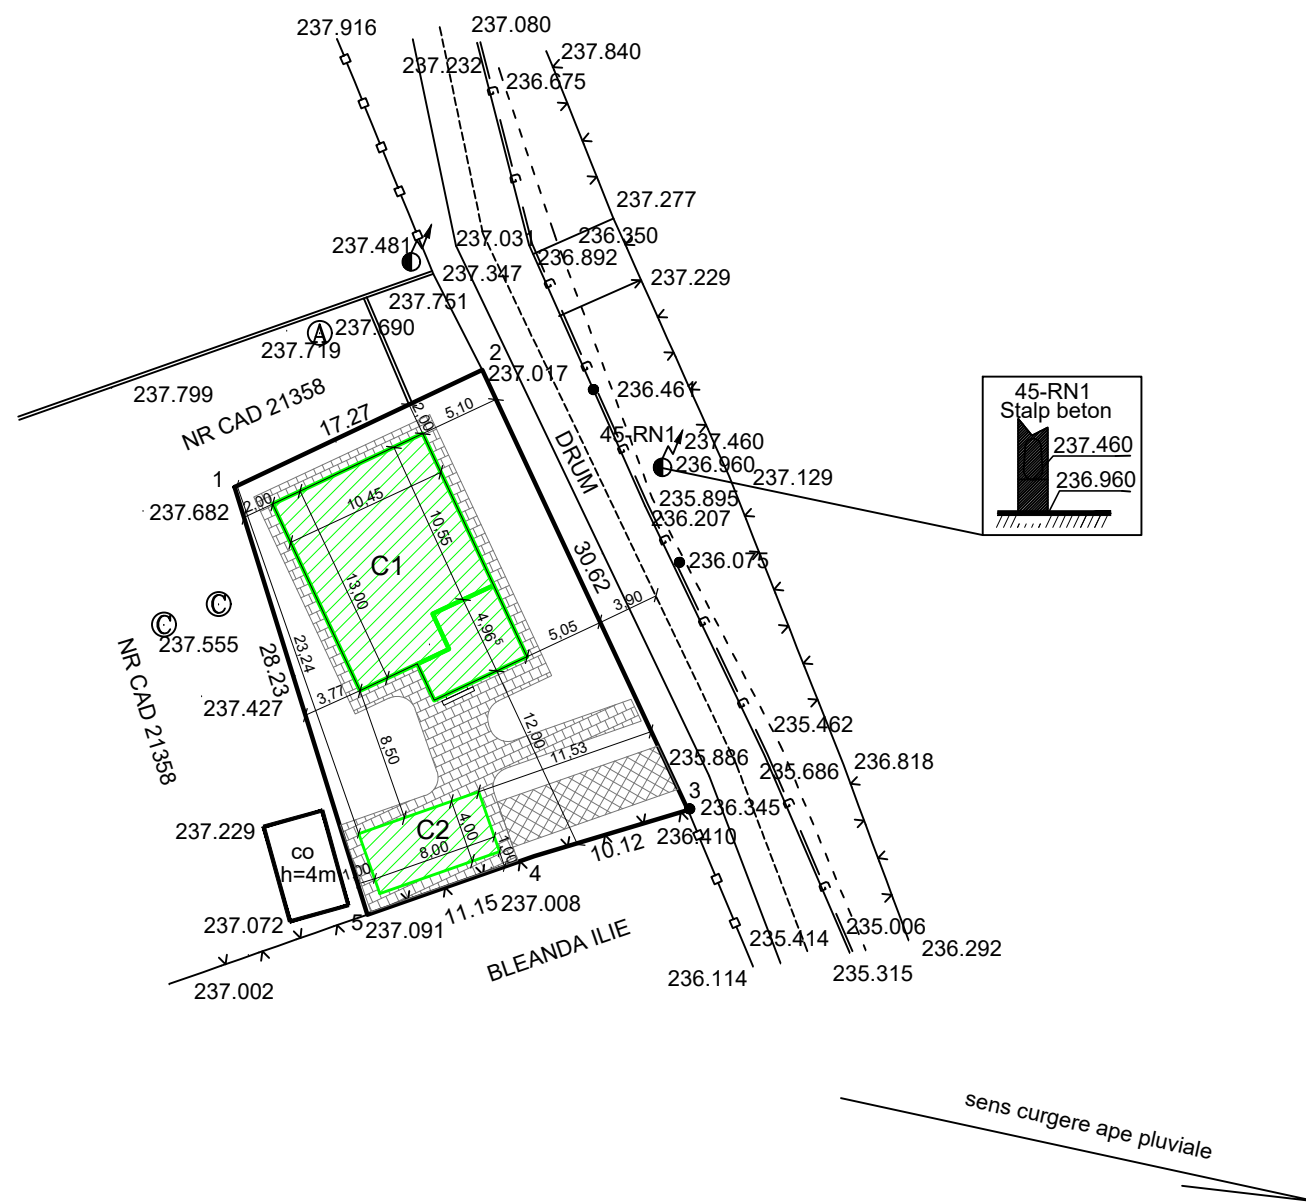 237.916
237.080
237.840
237.232
236.675
G
G
237.277
237.481
237.031
236.350
236.892
237.347
237.229
G
237.751
A
237.690
237.719
2
G
237.017
237.799
NR CAD 21358
236.461
17.27
2,00
5,10
45-RN1
Stalp beton
237.460
236.960
DRUM
45-RN1
237.460
G
236.960
237.129
1
2,00
10,45
237.682
235.895
236.207
10,55
G
C1
236.075
30.62
13,00
C
C
3,90
G
237.555
4,96⁵
5,05
NR CAD 21358
28.23
23,24
3,77
237.427
G
12,00
235.462
8,50
11,53
235.886
235.686
236.818
3
G
236.345
237.229
C2
4,00
236.410
co
h=4m
8,00
1,00
10.12
1,00
4
G
237.072
5
237.091
11.15
237.008
235.006
BLEANDA ILIE
235.414
236.292
237.002
236.114
235.315
sens curgere ape pluviale